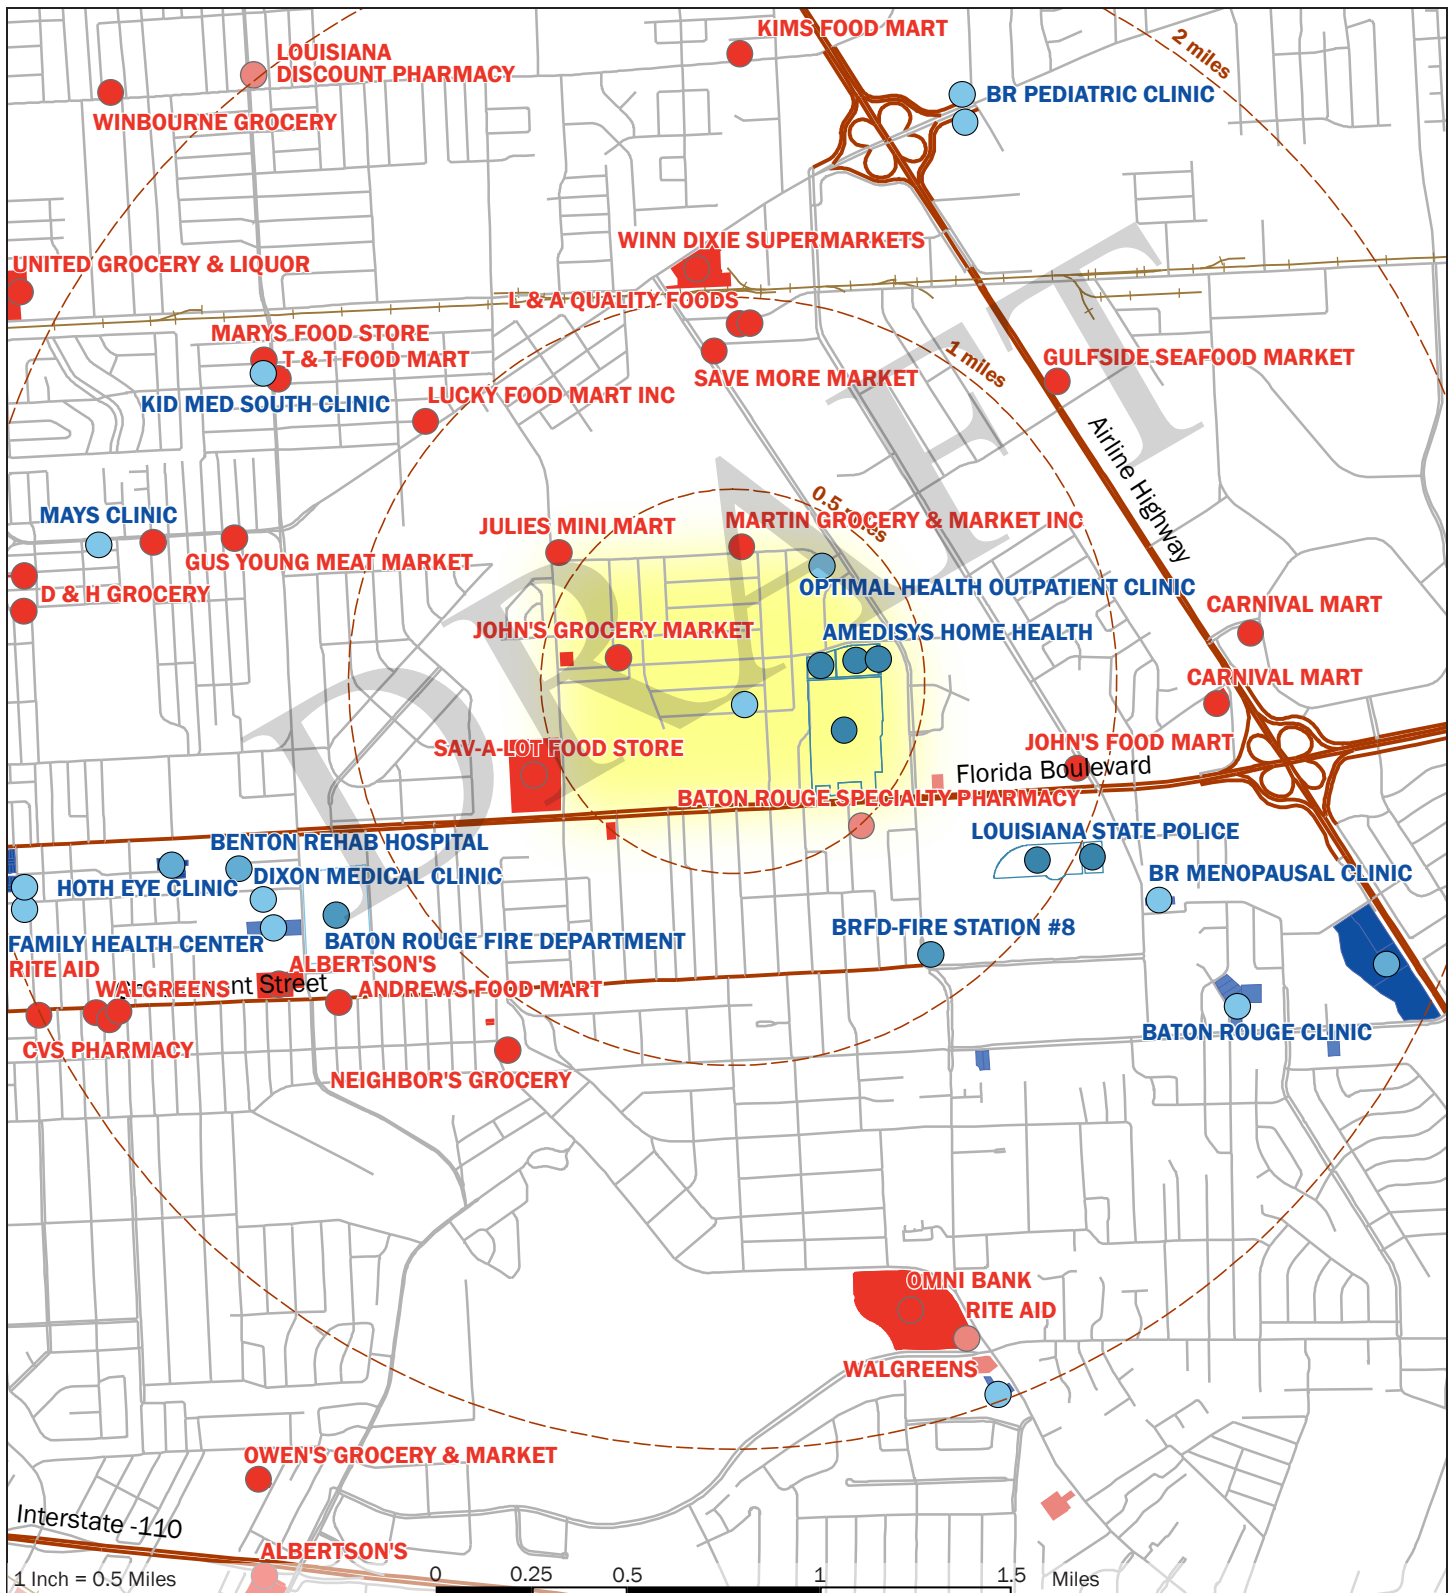 KIMS FOOD MART
2 miles
LOUISIANA
DISCOUNT PHARMACY
BR PEDIATRIC CLINIC
WINBOURNE GROCERY
WINN DIXIE SUPERMARKETS
UNITED GROCERY & LIQUOR
L & A QUALITY FOODS
MARYS FOOD STORE
T & T FOOD MART
1 miles
GULFSIDE SEAFOOD MARKET
SAVE MORE MARKET
KID MED SOUTH CLINIC
LUCKY FOOD MART INC
Airline Highway
0.5 miles
MAYS CLINIC
JULIES MINI MART
MARTIN GROCERY & MARKET INC
GUS YOUNG MEAT MARKET
OPTIMAL HEALTH OUTPATIENT CLINIC
D & H GROCERY
CARNIVAL MART
JOHN'S GROCERY MARKET
AMEDISYS HOME HEALTH
DRAFT
CARNIVAL MART
SAV-A-LOT FOOD STORE
JOHN'S FOOD MART
Florida Boulevard
BATON ROUGE SPECIALTY PHARMACY
BENTON REHAB HOSPITAL
LOUISIANA STATE POLICE
HOTH EYE CLINIC
DIXON MEDICAL CLINIC
BR MENOPAUSAL CLINIC
FAMILY HEALTH CENTER
BATON ROUGE FIRE DEPARTMENT
BRFD-FIRE STATION #8
RITE AID
ALBERTSON'S
WALGREENS
Street
ANDREWS FOOD MART
BATON ROUGE CLINIC
CVS PHARMACY
NEIGHBOR'S GROCERY
OMNI BANK
RITE AID
WALGREENS
OWEN'S GROCERY & MARKET
Interstate -110
ALBERTSON'S
1 Inch = 0.5 Miles
0 0.25 0.5 1 1.5 Miles